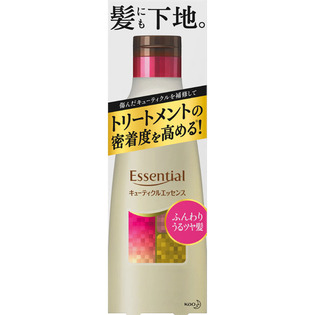 髪にも下地。
傷んだキューティクルを補修して
トリートメントの
密着度を高める!
Essential
キューティクルエッセンス
ふんわり
うるツヤ髪
Kao